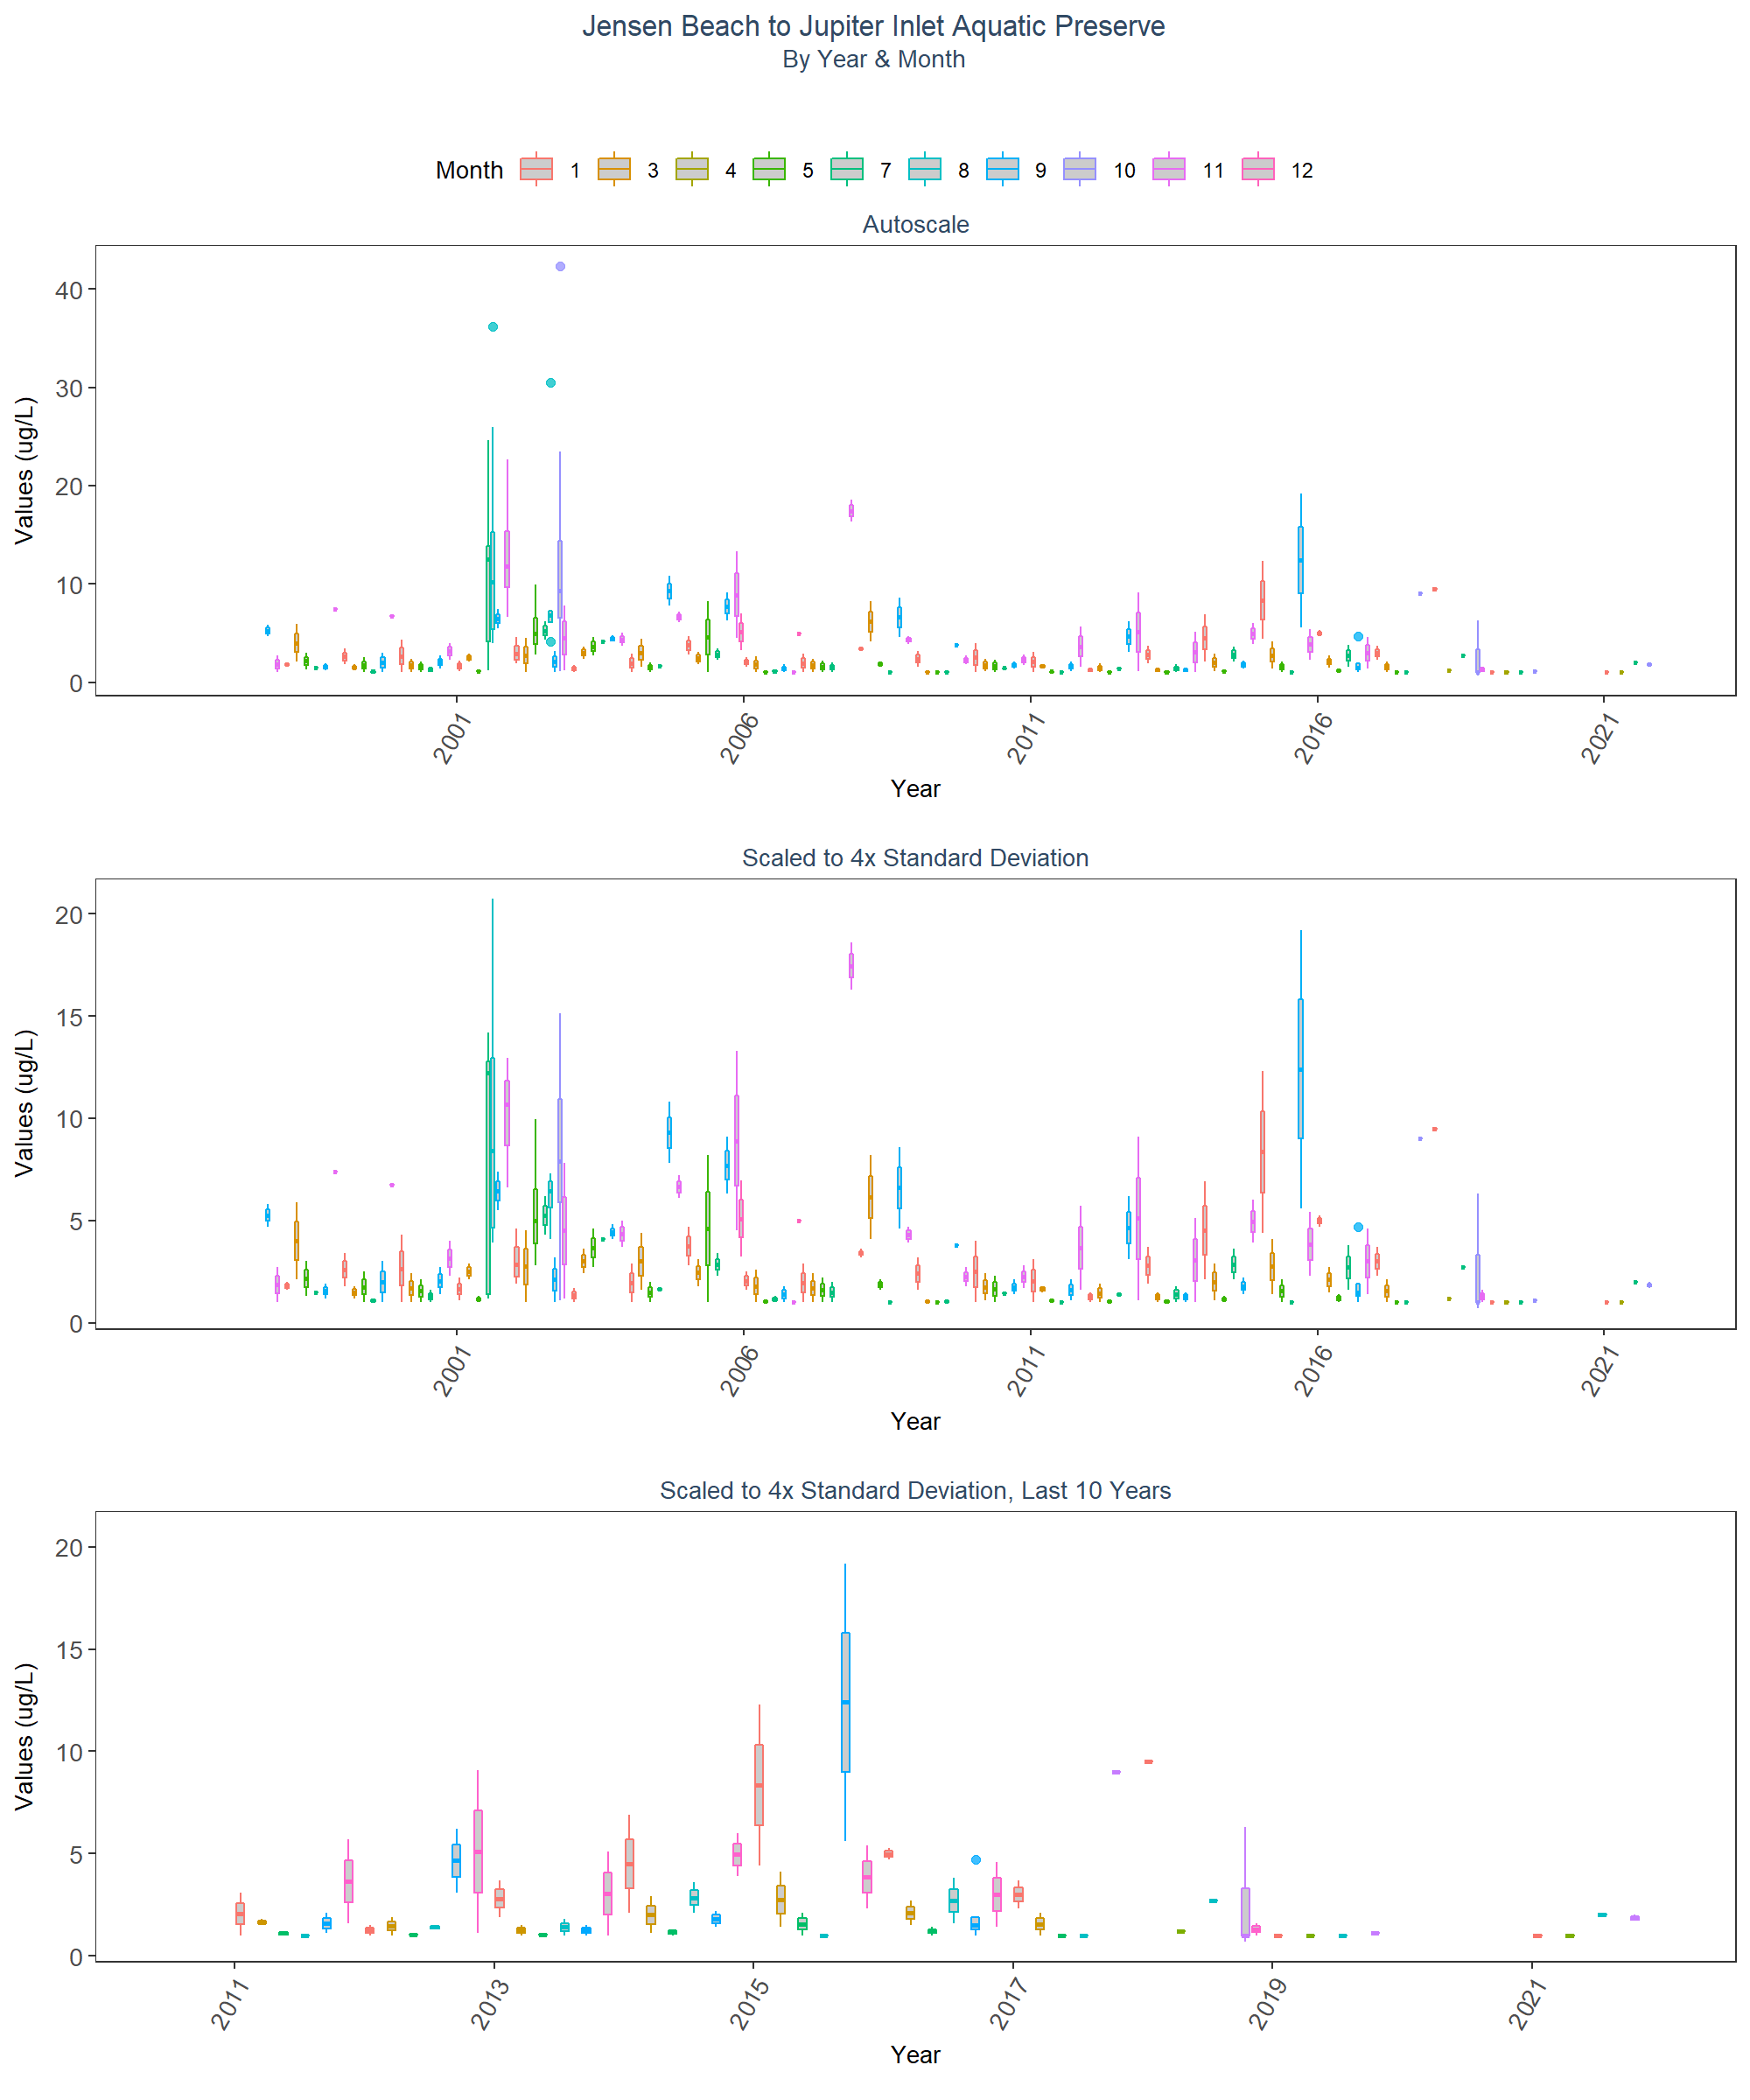 Jensen Beach to Jupiter Inlet Aquatic Preserve
By Year & Month
Month 1 3 4 5 7 8 9 10 11 12
Autoscale
Values (ug/L)
40
30
20
10
0
2001 2006 2011 2016 2021
Year
Scaled to 4x Standard Deviation
Values (ug/L)
20
15
10
5
0
2001 2006 2011 2016 2021
Year
Scaled to 4x Standard Deviation, Last 10 Years
Values (ug/L)
20
15
10
5
0
2011 2013 2015 2017 2019 2021
Year